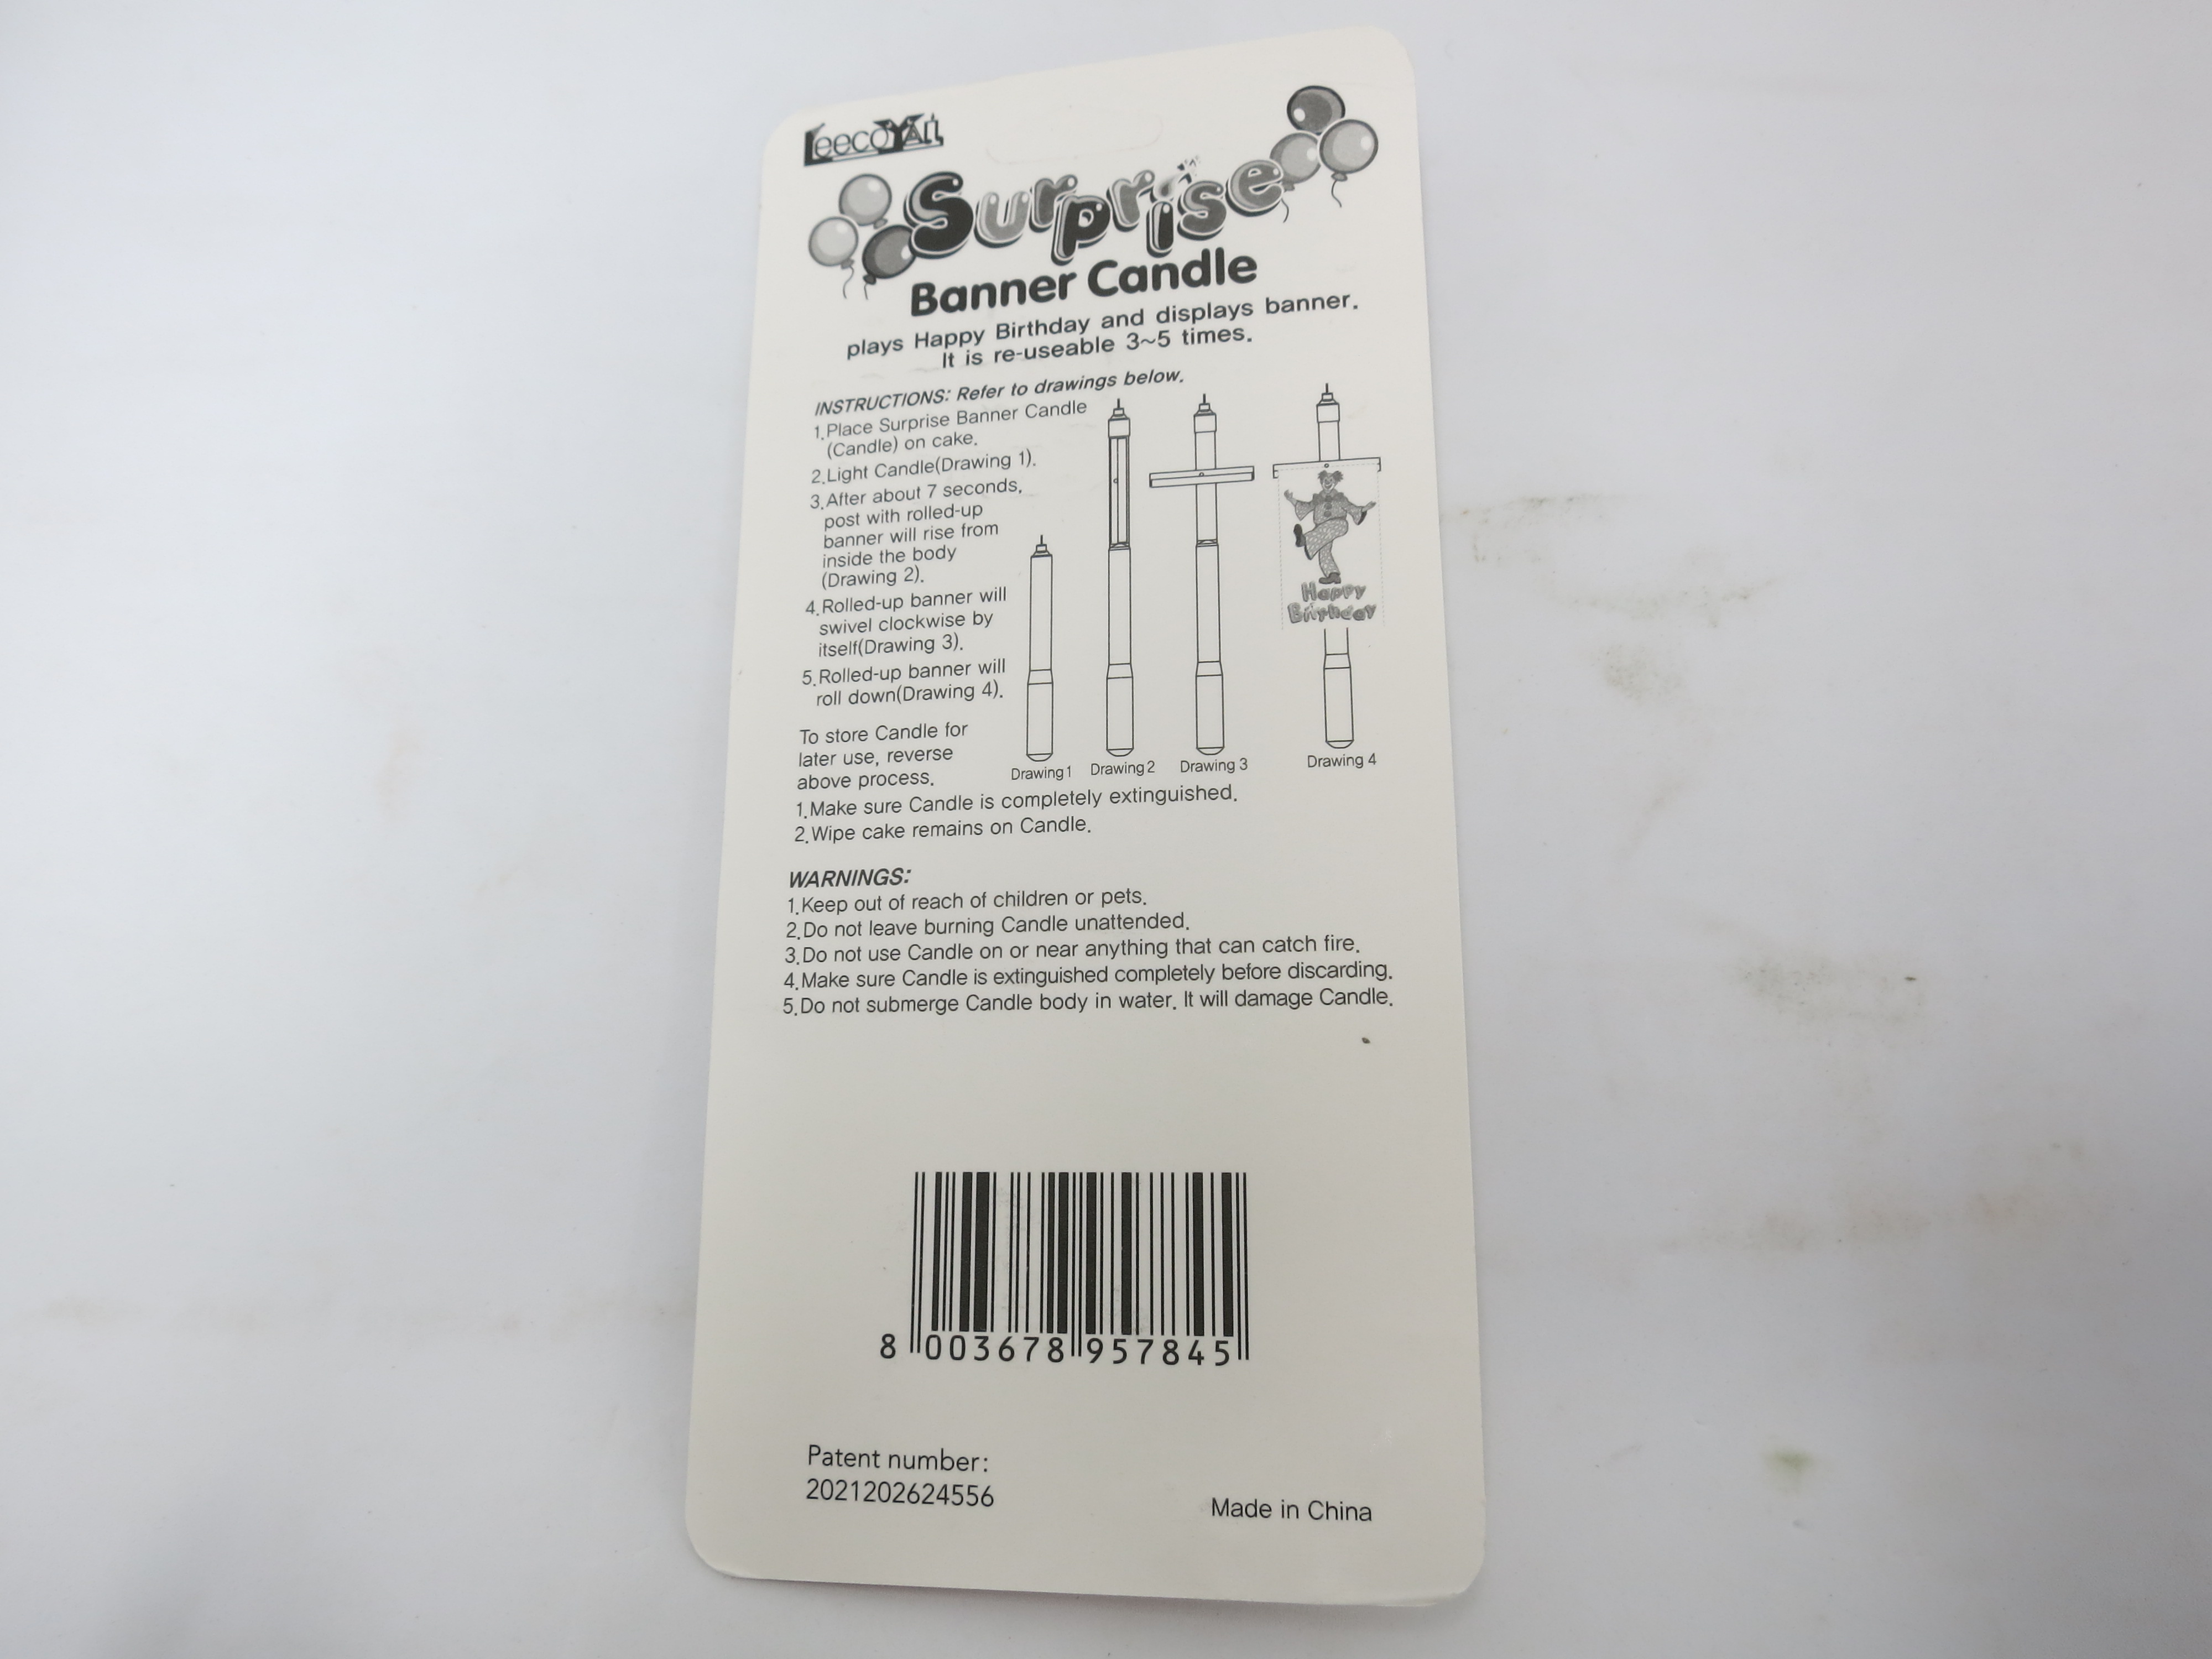 LeecoYArt
Surprise
Banner Candle
plays Happy Birthday and displays banner.
It is re-useable 3~5 times.
INSTRUCTIONS: Refer to drawings below.
1.Place Surprise Banner Candle
(Candle) on cake.
2.Light Candle(Drawing 1).
3.After about 7 seconds,
post with rolled-up
banner will rise from
inside the body
(Drawing 2).
4.Rolled-up banner will
swivel clockwise by
itself(Drawing 3).
5.Rolled-up banner will
roll down(Drawing 4).
To store Candle for
later use, reverse
above process.
Happy
Birthday
Drawing 1 Drawing 2 Drawing 3 Drawing 4
1.Make sure Candle is completely extinguished.
2.Wipe cake remains on Candle.
WARNINGS:
1.Keep out of reach of children or pets.
2.Do not leave burning Candle unattended.
3.Do not use Candle on or near anything that can catch fire.
4.Make sure Candle is extinguished completely before discarding.
5.Do not submerge Candle body in water. It will damage Candle.
8 003678 957845
Patent number:
2021202624556
Made in China